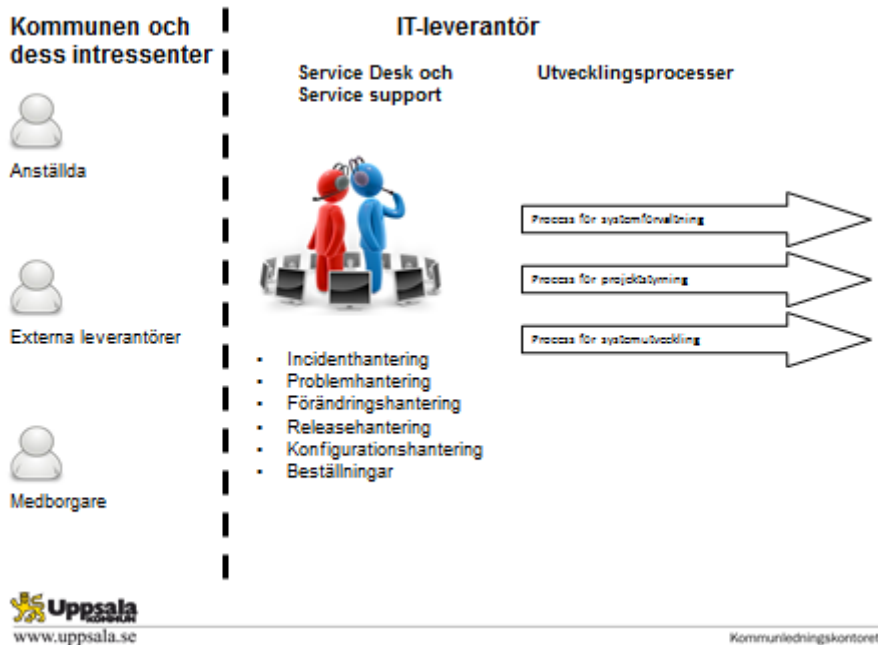 Kommunen och
dess intressenter
Anställda
Externa leverantörer
Medborgare
IT-leverantör
Service Desk och
Service support
Incidenthantering
Problemhantering
Förändringshantering
Releasehantering
Konfigurationshantering
Beställningar
Utvecklingsprocesser
Process för systemförvaltning
Process för projektstyrning
Process för systemutveckling
Uppsala
KOMMUN
www.uppsala.se
Kommunledningskontoret